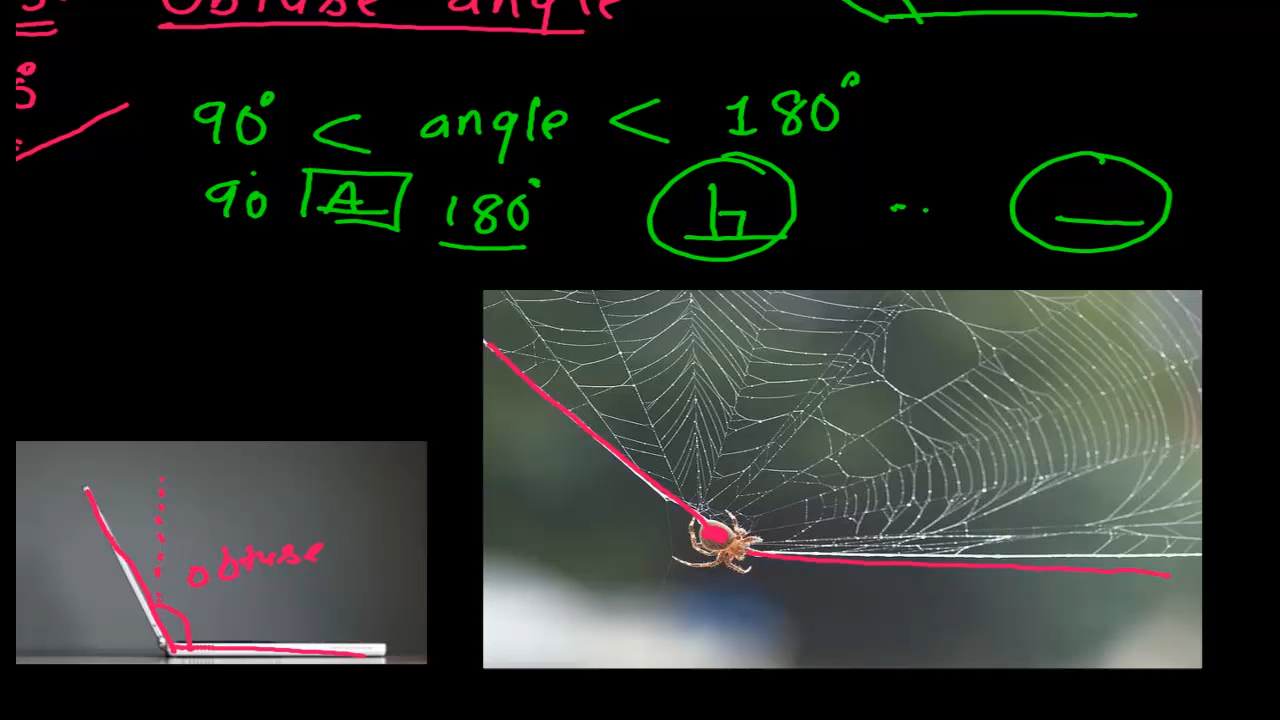 Obtuse angle
90° < angle < 180°
90° A 180°
obtuse